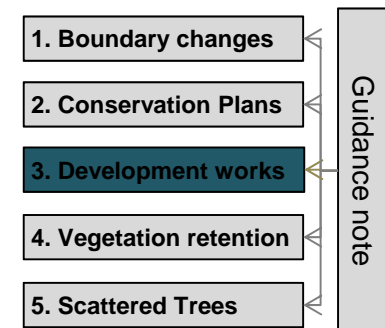 1. Boundary changes
2. Conservation Plans
3. Development works
4. Vegetation retention
5. Scattered Trees
Guidance note